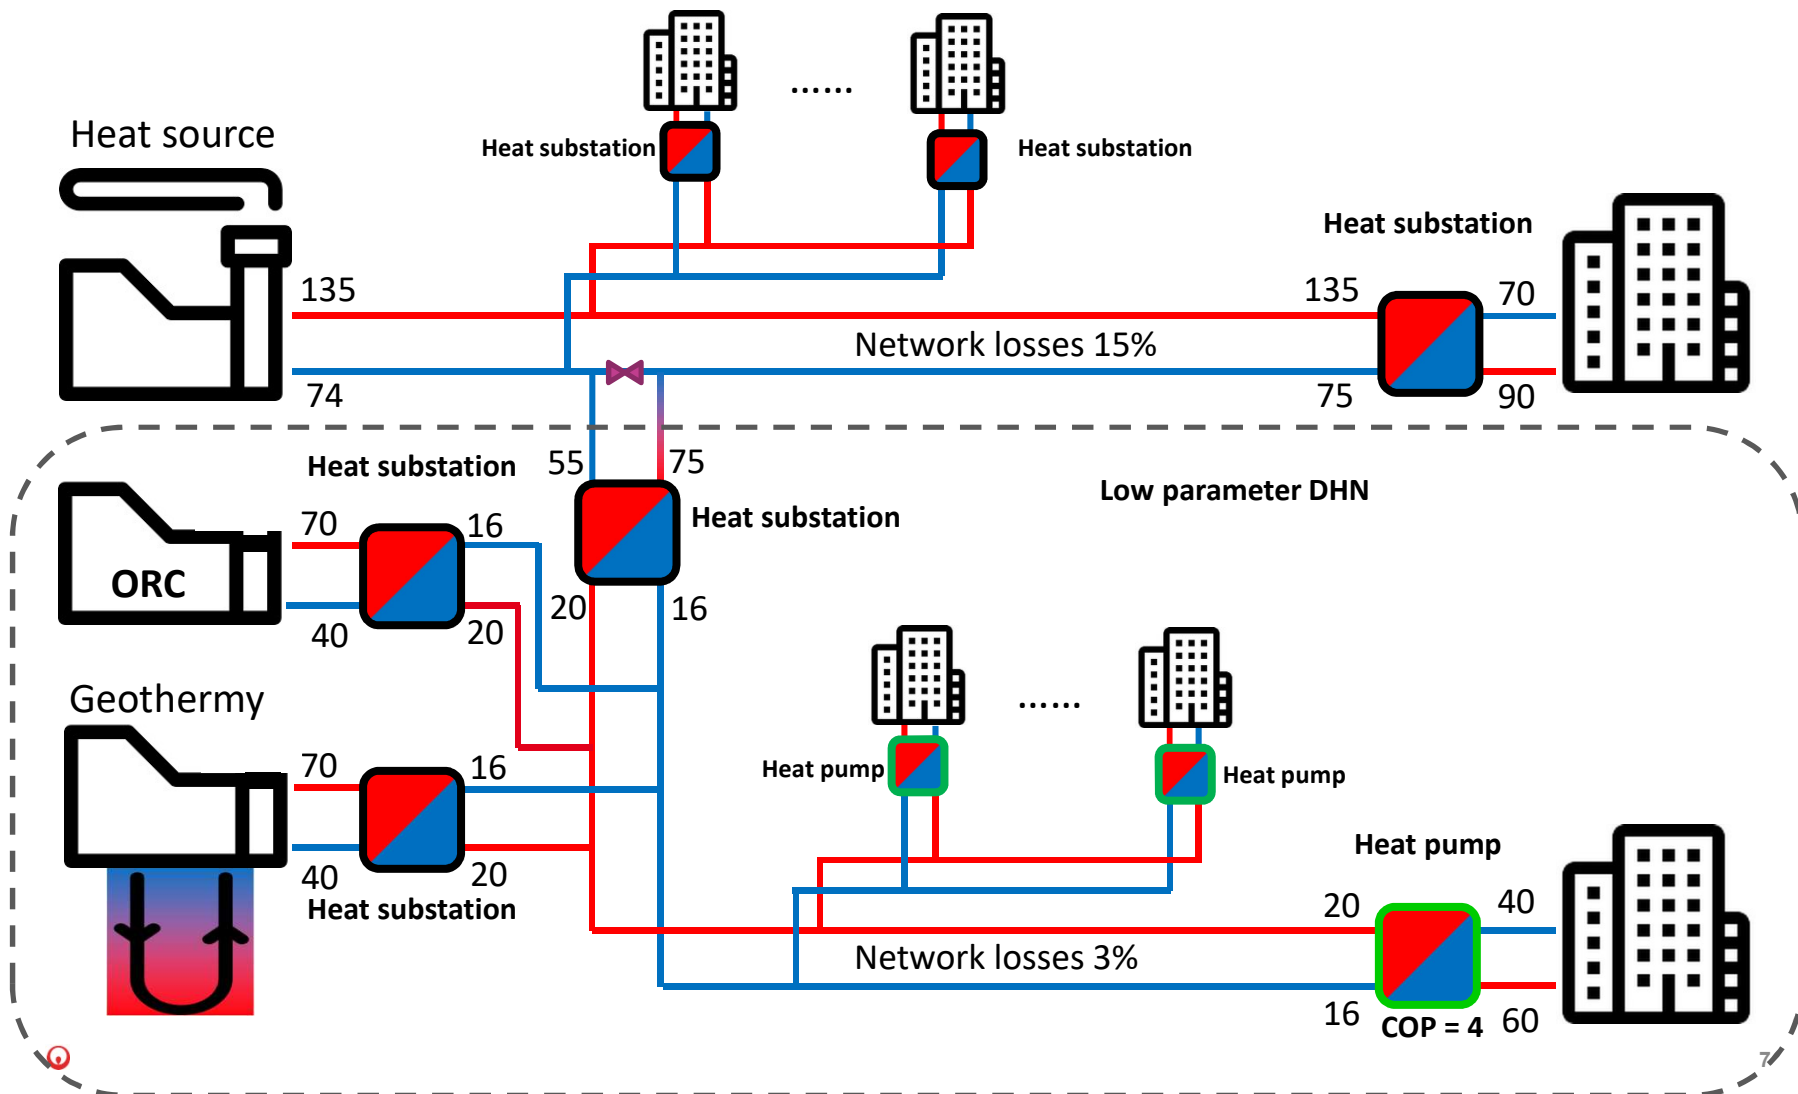 ......
Heat source
Heat substation
Heat substation
Heat substation
135
135
70
Network losses 15%
74
75
90
Heat substation
55
75
Low parameter DHN
Heat substation
70
16
ORC
40
20
20
16
Geothermy
......
70
16
Heat pump
Heat pump
40
20
Heat pump
Heat substation
20
40
Network losses 3%
16
COP = 4
60
7